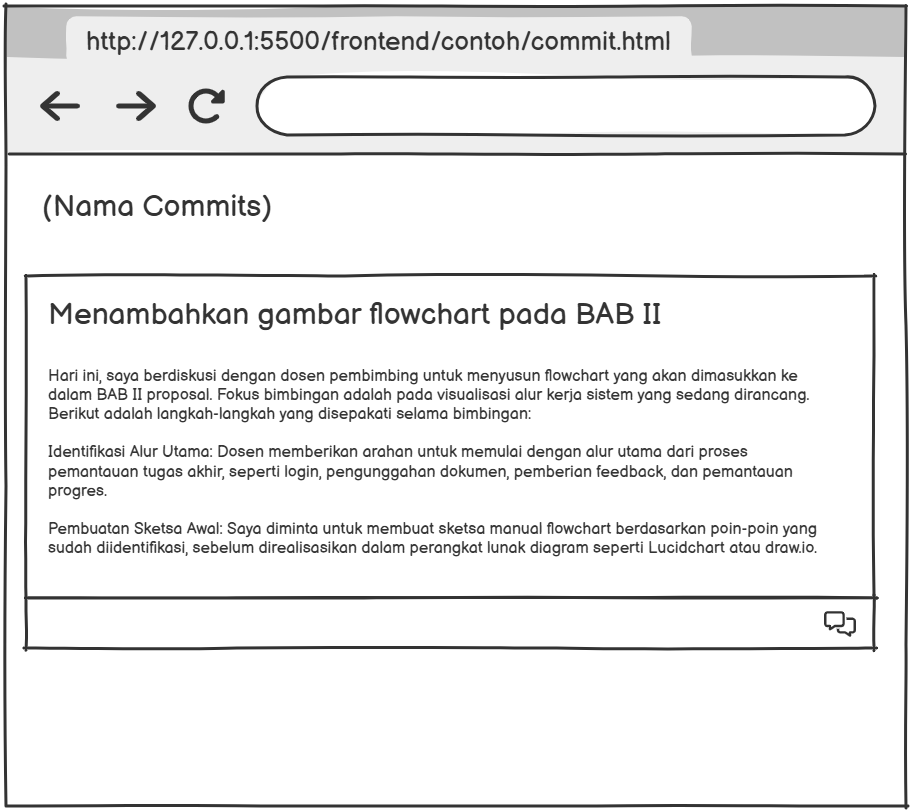 http://127.0.0.1:5500/frontend/contoh/commit.html
(Nama Commits)
Menambahkan gambar flowchart pada BAB II
Hari ini, saya berdiskusi dengan dosen pembimbing untuk menyusun flowchart yang akan dimasukkan ke
dalam BAB II proposal. Fokus bimbingan adalah pada visualisasi alur kerja sistem yang sedang dirancang.
Berikut adalah langkah-langkah yang disepakati selama bimbingan:
Identifikasi Alur Utama: Dosen memberikan arahan untuk memulai dengan alur utama dari proses
pemantauan tugas akhir, seperti login, pengunggahan dokumen, pemberian feedback, dan pemantauan
progres.
Pembuatan Sketsa Awal: Saya diminta untuk membuat sketsa manual flowchart berdasarkan poin-poin yang
sudah diidentifikasi, sebelum direalisasikan dalam perangkat lunak diagram seperti Lucidchart atau draw.io.